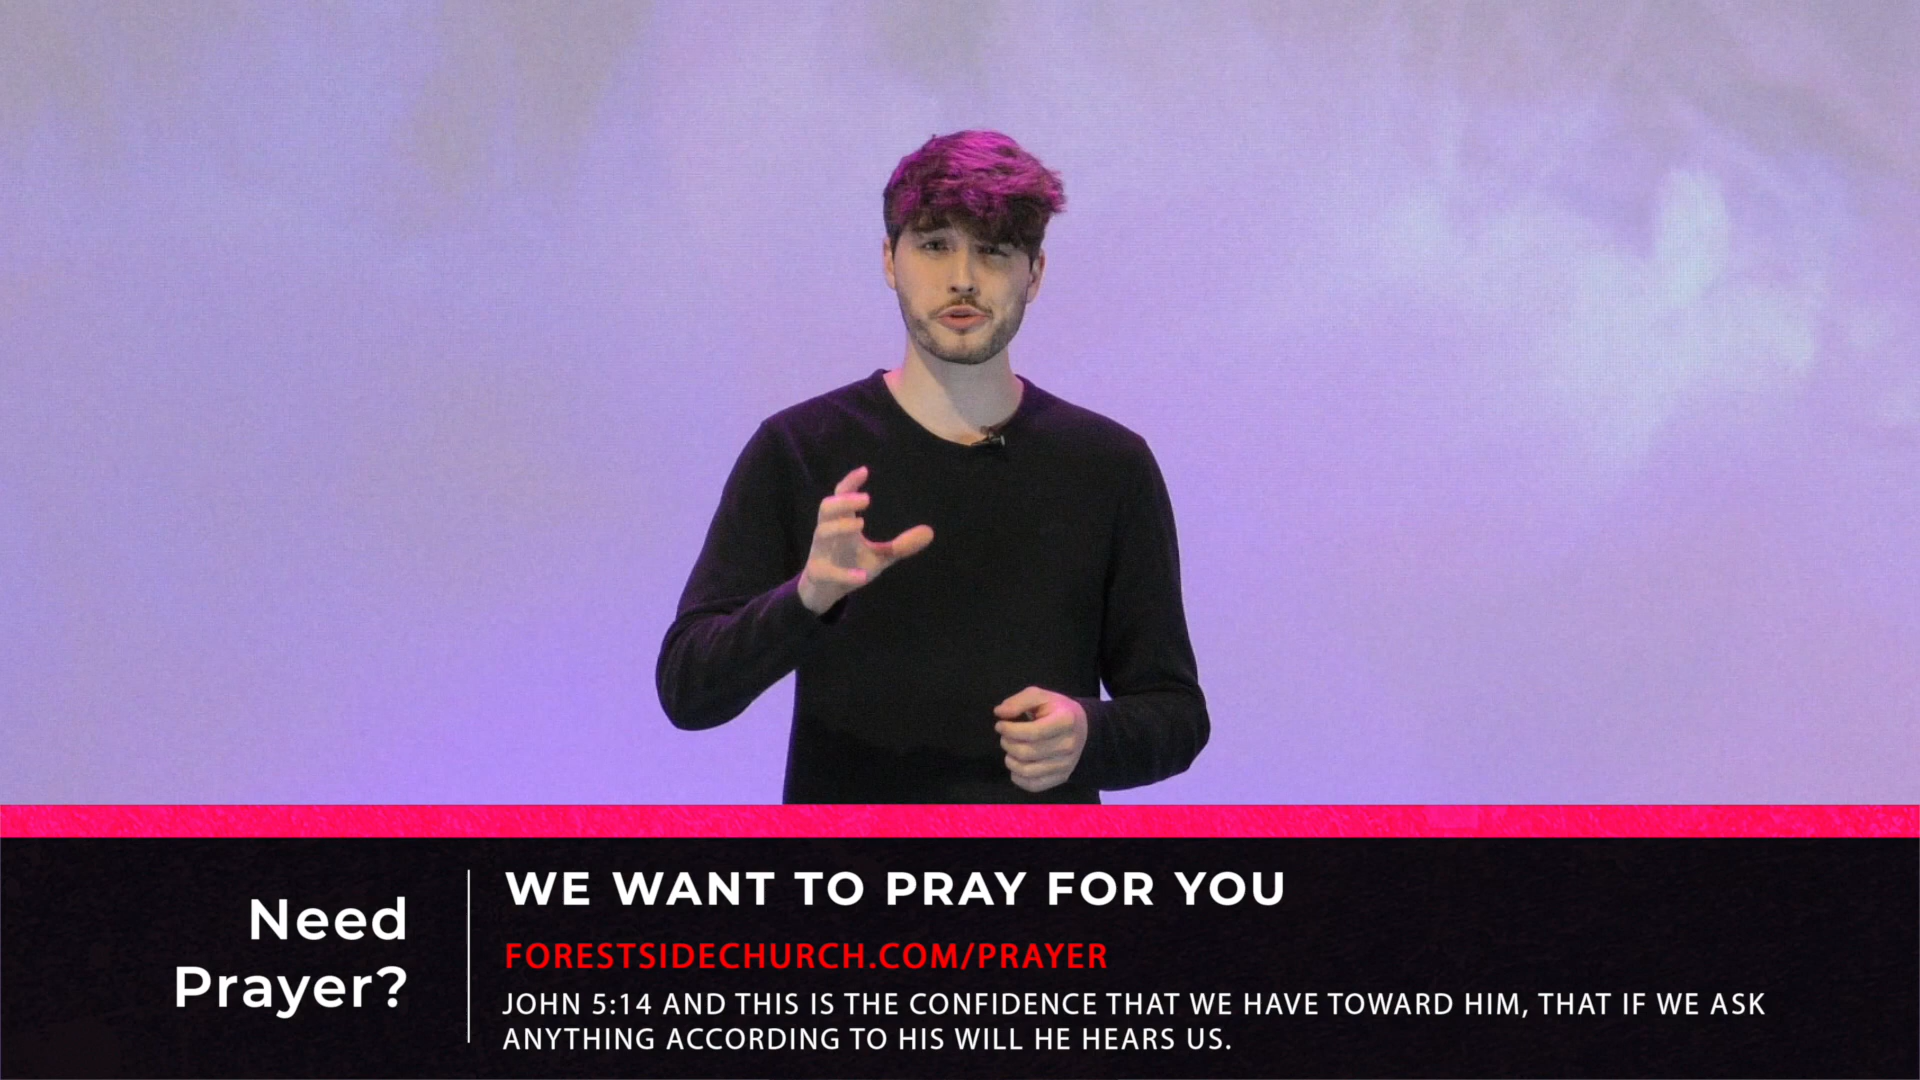 Need
Prayer?
WE WANT TO PRAY FOR YOU
FORESTSIDECHURCH.COM/PRAYER
JOHN 5:14 AND THIS IS THE CONFIDENCE THAT WE HAVE TOWARD HIM, THAT IF WE ASK
ANYTHING ACCORDING TO HIS WILL HE HEARS US.